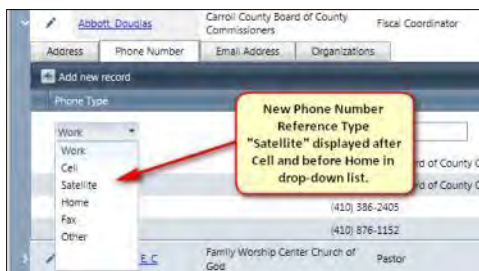 Abbott, Douglas
Carroll County Board of County
Commissioners
Fiscal Coordinator
Address
Phone Number
Email Address
Organizations
Add new record
Phone Type
Work
Work
Cell
Satellite
Home
Fax
Other
New Phone Number
Reference Type
"Satellite" displayed after
Cell and before Home in
drop-down list.
rd of County C
rd of County C
(410) 386-2405
(410) 876-1152
E, C
Family Worship Center Church of
God
Pastor